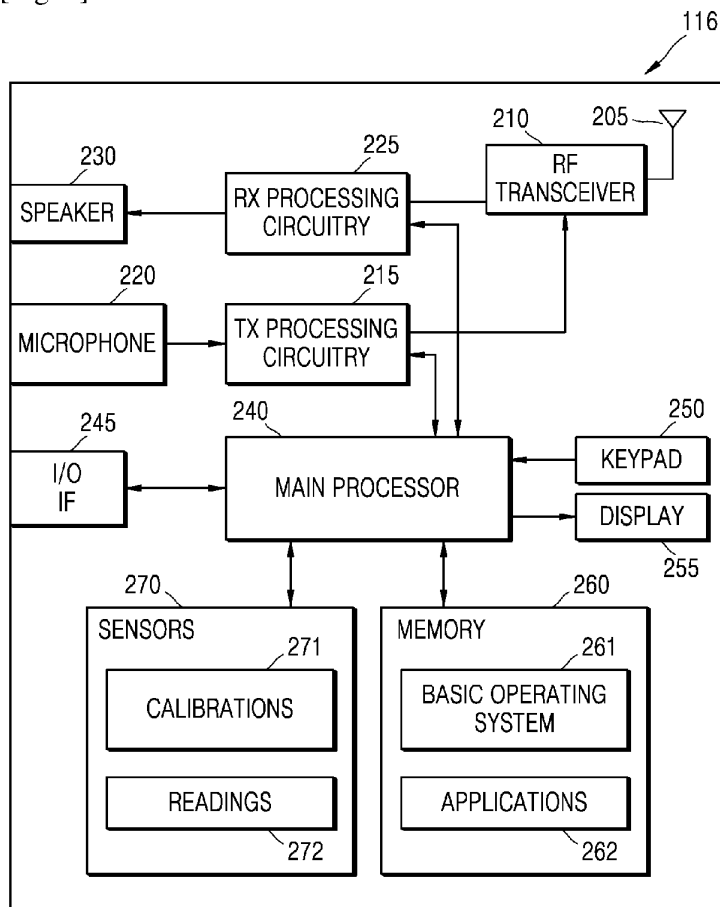 116
205
210
RF
TRANSCEIVER
225
RX PROCESSING
CIRCUITRY
230
SPEAKER
220
MICROPHONE
215
TX PROCESSING
CIRCUITRY
245
I/O
IF
240
MAIN PROCESSOR
250
KEYPAD
DISPLAY
255
270
SENSORS
271
CALIBRATIONS
READINGS
272
260
MEMORY
261
BASIC OPERATING
SYSTEM
APPLICATIONS
262